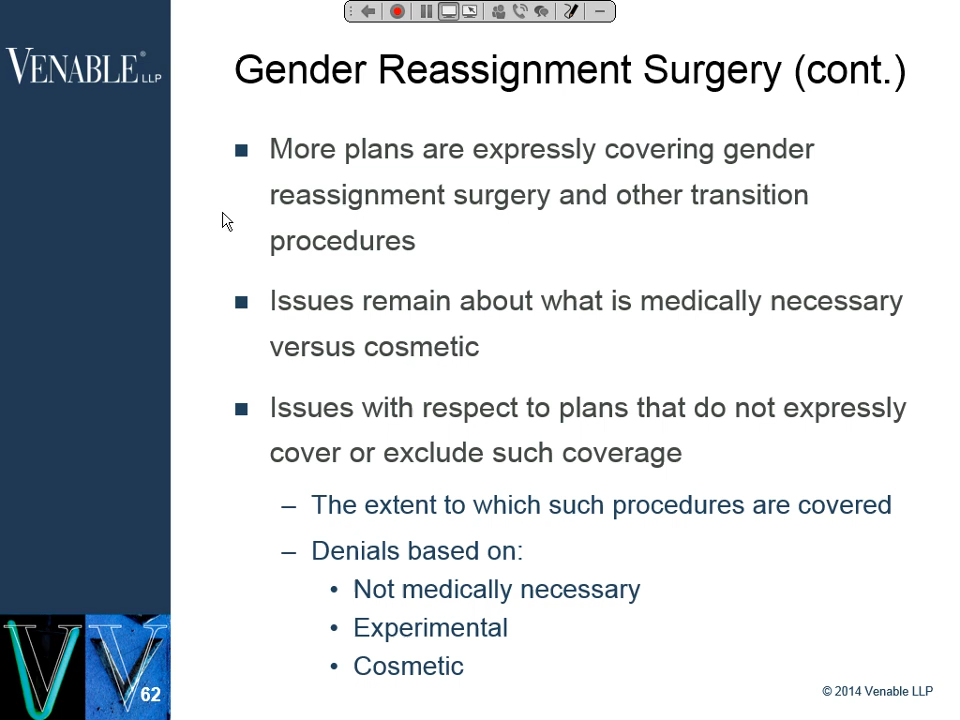 VENABLE® LLP
Gender Reassignment Surgery (cont.)
More plans are expressly covering gender
reassignment surgery and other transition
procedures
Issues remain about what is medically necessary
versus cosmetic
Issues with respect to plans that do not expressly
cover or exclude such coverage
– The extent to which such procedures are covered
– Denials based on:
• Not medically necessary
• Experimental
• Cosmetic
62
© 2014 Venable LLP